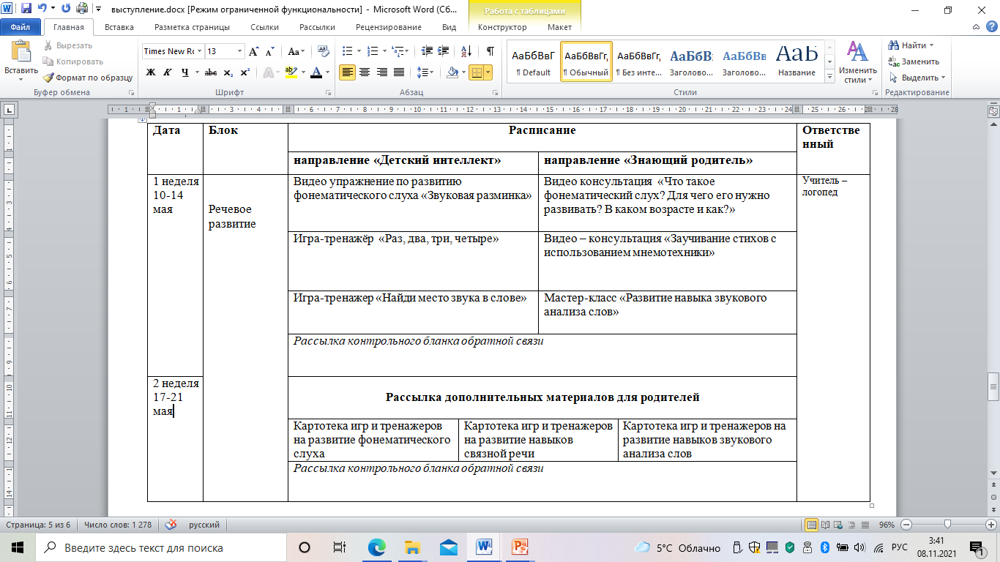 выступление.docx [Режим ограниченной функциональности] - Microsoft Word (Сб...
Работа с таблицами
Файл Главная Вставка Разметка страницы Ссылки Рассылки Рецензирование Вид Конструктор Макет
Вставить
Вырезать
Копировать
Формат по образцу
Буфер обмена
Times New Ro 13
Ж К Ч abc x₂ x²
Шрифт
Абзац
АаБбВвГ АаБбВвГг, АаБбВвГг, АаБбВ: АаБбВв АаБ
¶ Default ¶ Обычный ¶ Без инте... Заголово... Заголово... Название
Стили
Изменить
стили
Найти
Заменить
Выделить
Редактирование
Дата
Блок
Расписание
Ответстве
нный
направление «Детский интеллект»
направление «Знающий родитель»
1 неделя
10-14
мая
Речевое
развитие
Видео упражнение по развитию
фонематического слуха «Звуковая разминка»
Видео консультация «Что такое
фонематический слух? Для чего его нужно
развивать? В каком возрасте и как?»
Учитель –
логопед
Игра-тренажёр «Раз, два, три, четыре»
Видео – консультация «Заучивание стихов с
использованием мнемотехники»
Игра-тренажер «Найди место звука в слове»
Мастер-класс «Развитие навыка звукового
анализа слов»
Рассылка контрольного бланка обратной связи
2 неделя
17-21
мая
Рассылка дополнительных материалов для родителей
Картотека игр и тренажеров
на развитие фонематического
слуха
Картотека игр и тренажеров
на развитие навыков
связной речи
Картотека игр и тренажеров на
развитие навыков звукового
анализа слов
Рассылка контрольного бланка обратной связи
Страница: 5 из 6 Число слов: 1 278 русский 96%
Введите здесь текст для поиска
5°C Облачно
РУС
3:41
08.11.2021